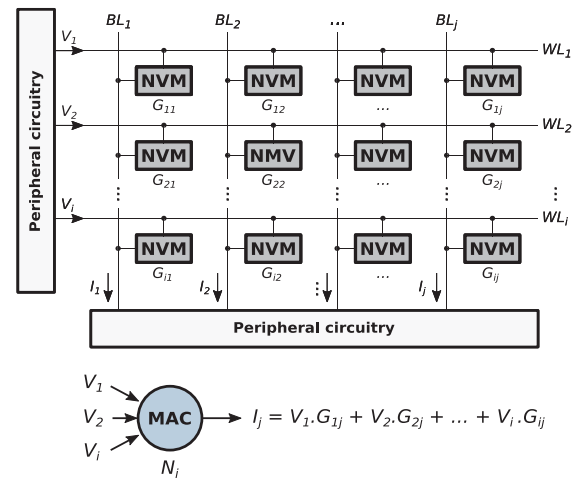 BL1 BL2 ... BLj
V1 WL1
NVM NVM NVM NVM
G11 G12 ... G1j
V2 WL2
NVM NMV NVM NVM
G21 G22 ... G2j
⋮ ⋮ ⋮ ⋮ ⋮
Vi WLi
NVM NVM NVM NVM
Gi1 Gi2 ... Gij
I1 I2 ⋮ Ij
Peripheral circuitry
Peripheral circuitry
V1
V2 MAC Ij = V1.G1j + V2.G2j + ... + Vi.Gij
Vi
Ni